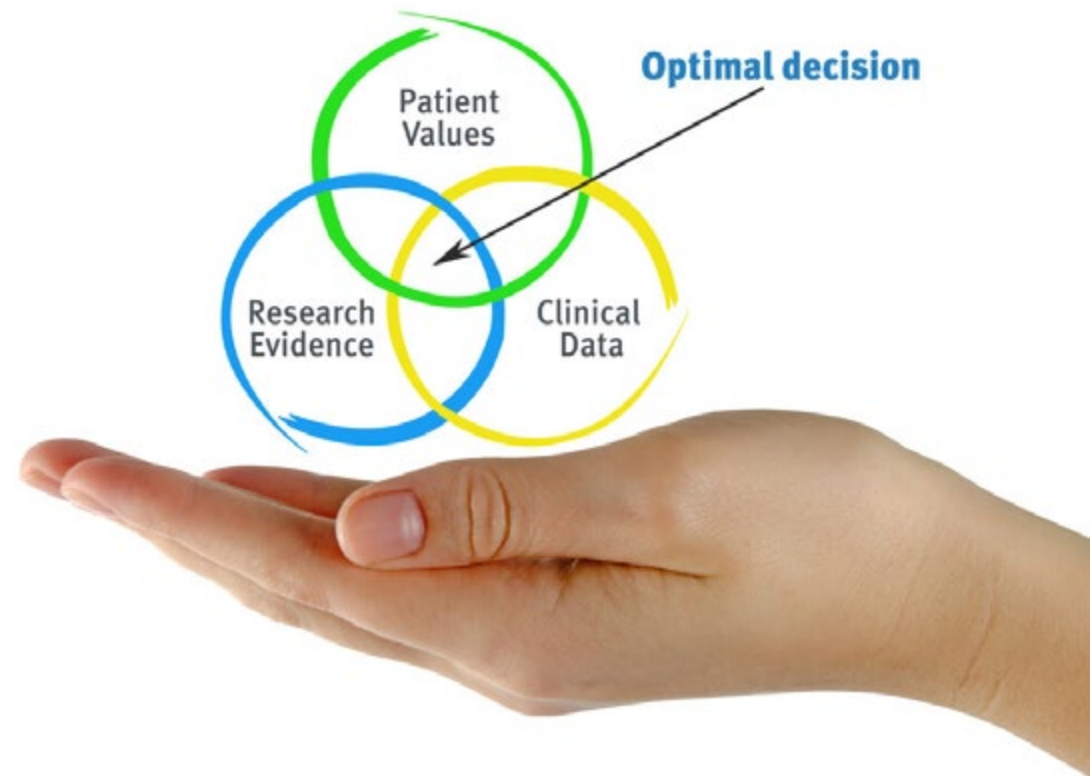 Optimal decision
Patient
Values
Research
Evidence
Clinical
Data